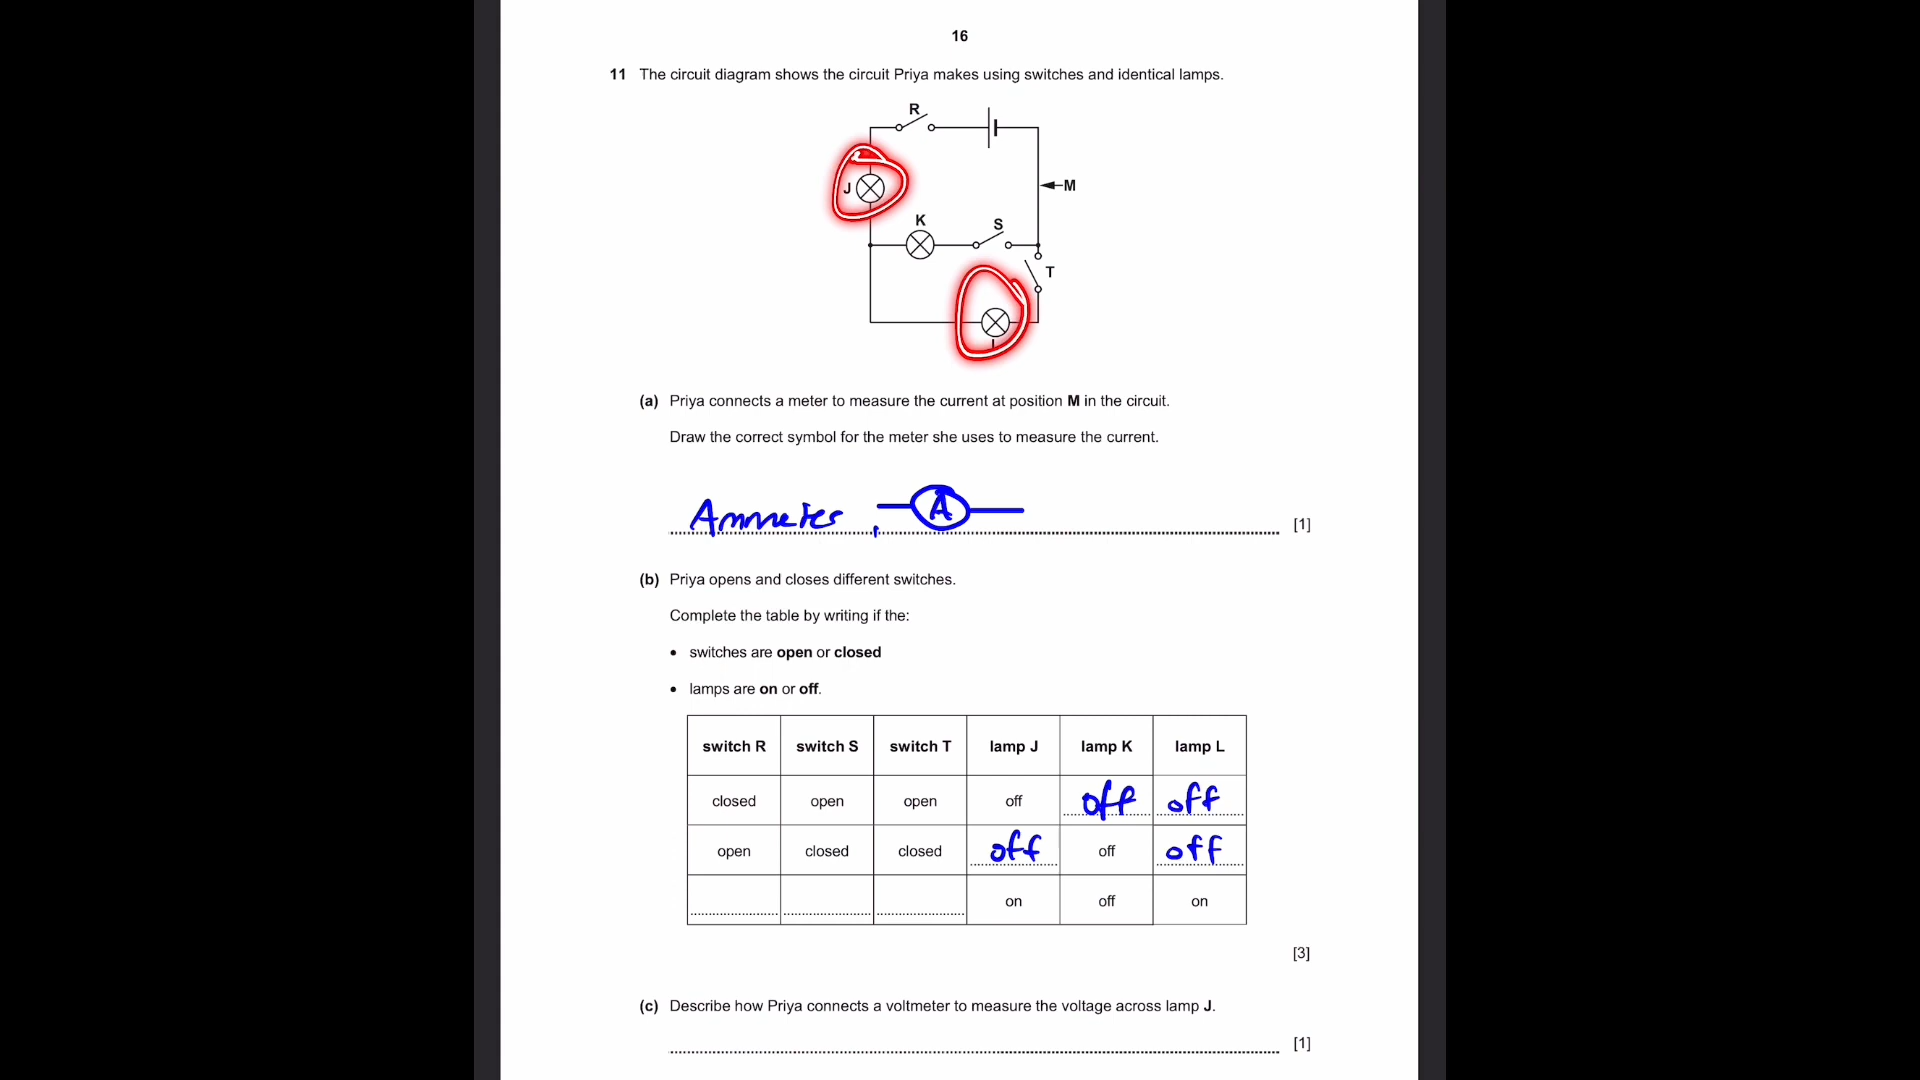 16
11 The circuit diagram shows the circuit Priya makes using switches and identical lamps.
R
J
M
K
S
T
(a) Priya connects a meter to measure the current at position M in the circuit.
Draw the correct symbol for the meter she uses to measure the current.
Ammeter, A
[1]
(b) Priya opens and closes different switches.
Complete the table by writing if the:
• switches are open or closed
• lamps are on or off.
switch R switch S switch T lamp J lamp K lamp L
closed open open off off off
open closed closed off off off
on off on
[3]
(c) Describe how Priya connects a voltmeter to measure the voltage across lamp J.
[1]